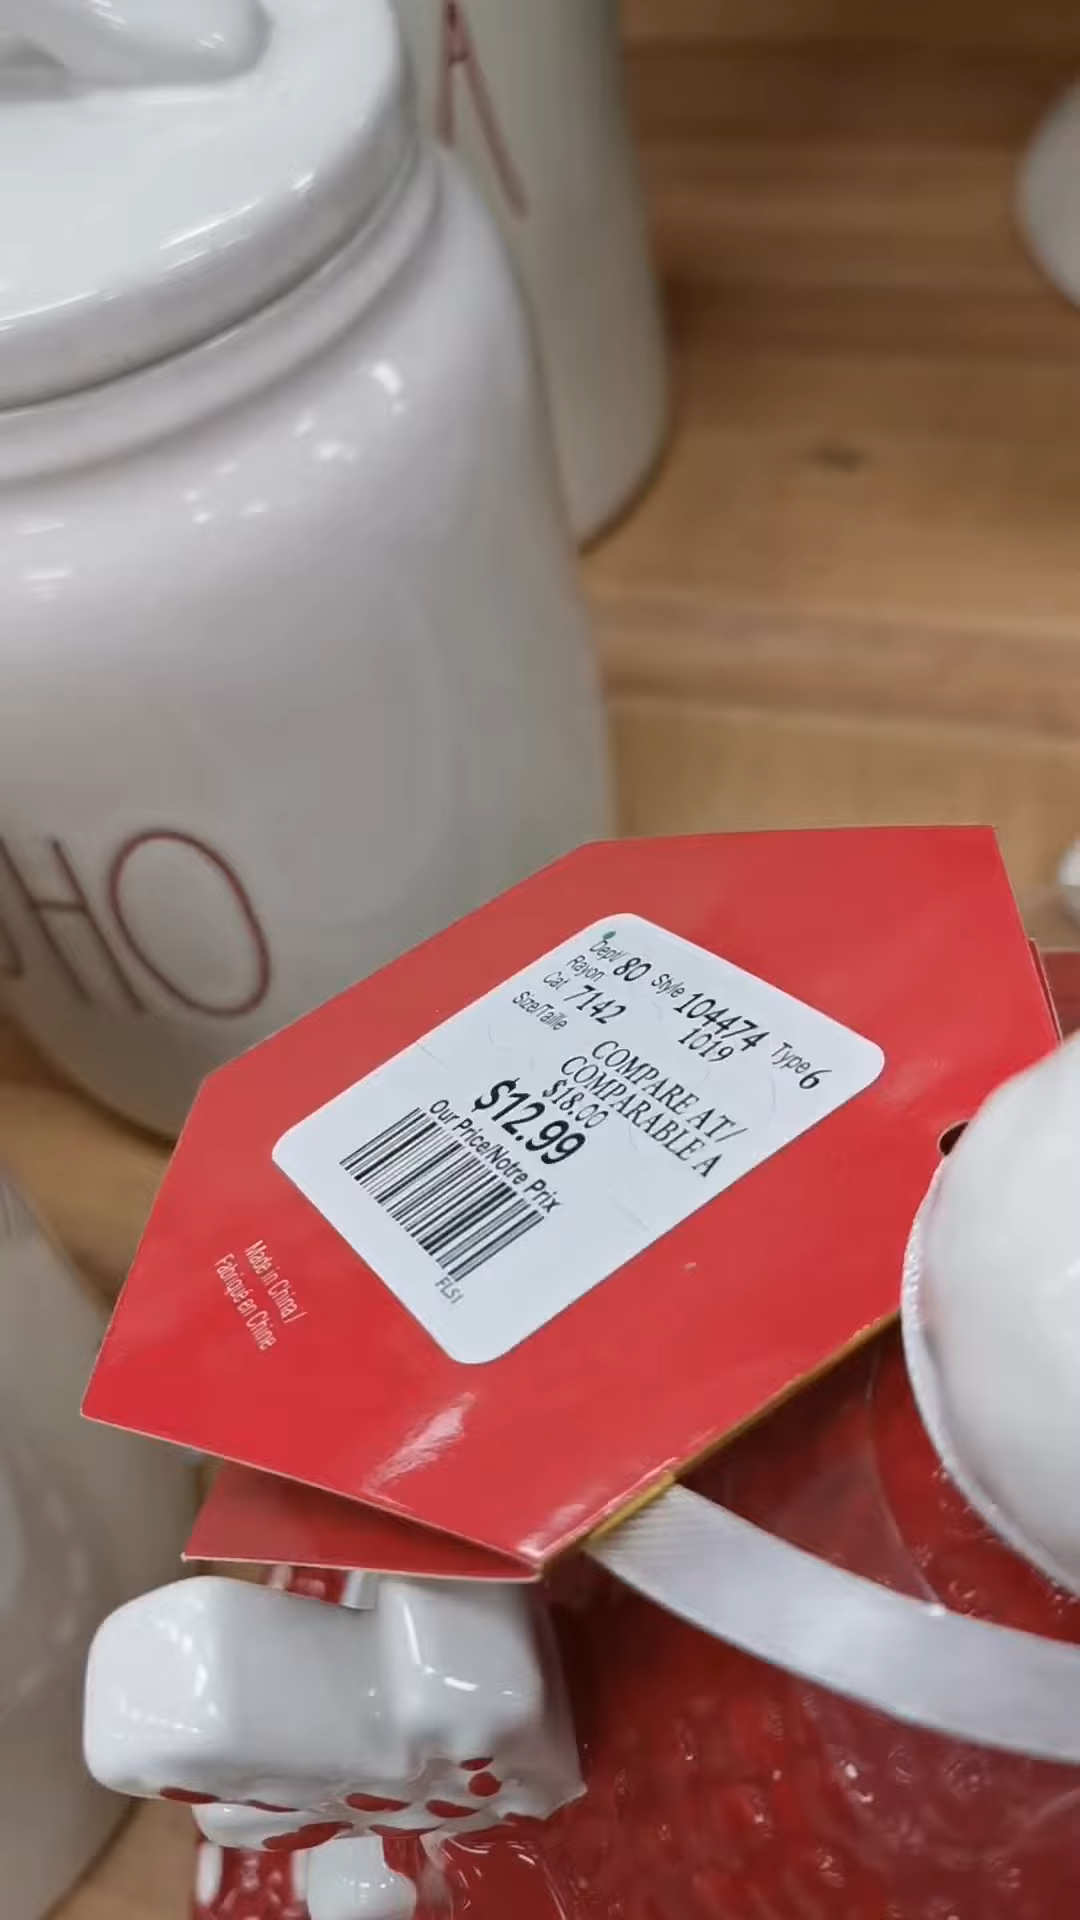 A
HO
Dept/ 80 Style 104474 Type 6
Rayon
Cat 7142 1019
Size/Taille
COMPARE AT/
COMPARABLE A
$18.00
$12.99
Our Price/Notre Prix
FLS1
Made in China /
Fabriqué en Chine